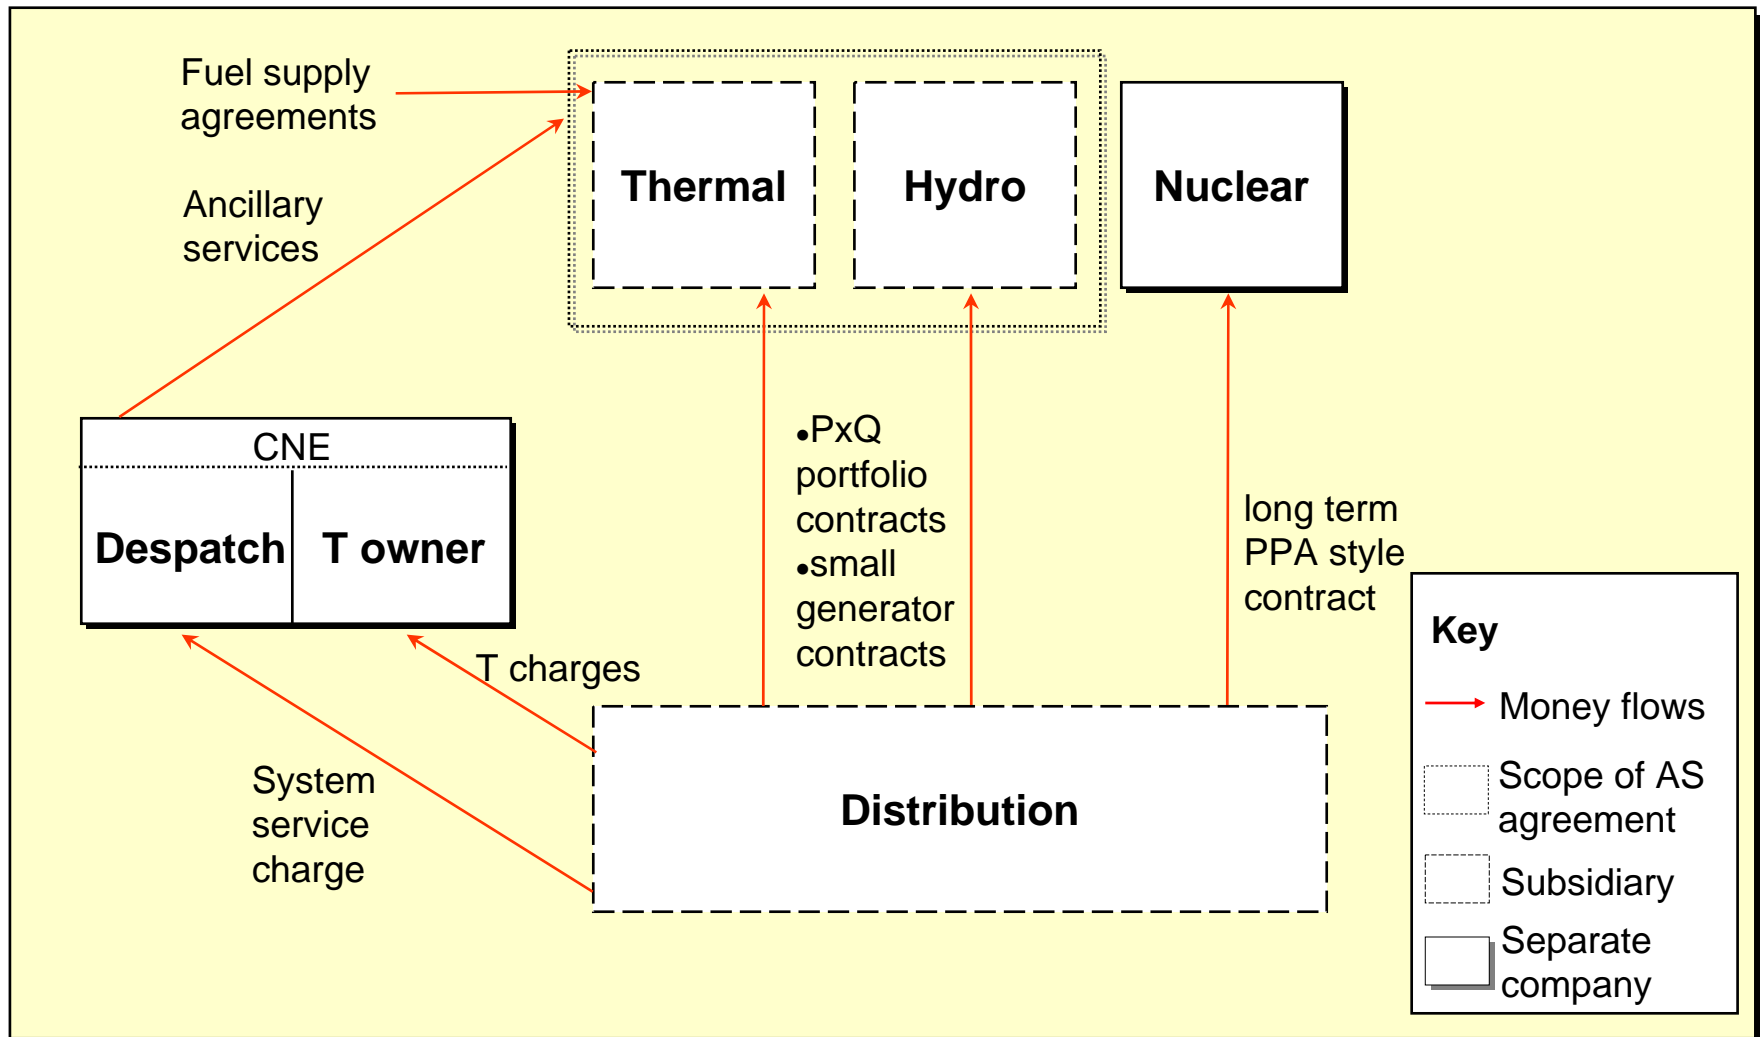 Fuel supply
agreements
Ancillary
services
Thermal
Hydro
Nuclear
CNE
Despatch
T owner
•PxQ
portfolio
contracts
•small
generator
contracts
long term
PPA style
contract
T charges
System
service
charge
Distribution
Key
Money flows
Scope of AS
agreement
Subsidiary
Separate
company